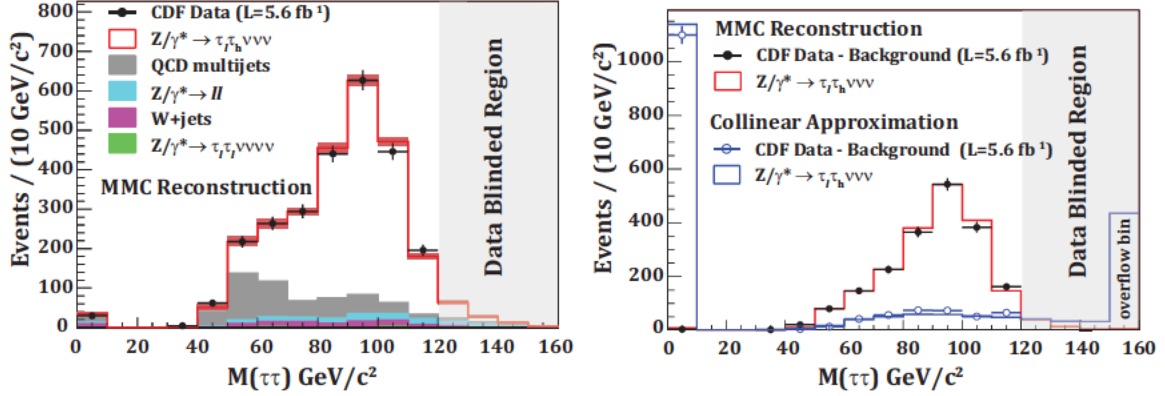 800
700
600
500
400
300
200
100
0
Events / (10 GeV/c²)
CDF Data (L=5.6 fb⁻¹)
Z/γ* → τₗτₕννν
QCD multijets
Z/γ* → ll
W+jets
Z/γ* → τₗτₗνννν
MMC Reconstruction
Data Blinded Region
0 20 40 60 80 100 120 140 160
M(ττ) GeV/c²
1000
800
600
400
200
0
Events / (10 GeV/c²)
MMC Reconstruction
CDF Data - Background (L=5.6 fb¹)
Z/γ* → τₗτₕννν
Collinear Approximation
CDF Data - Background (L=5.6 fb¹)
Z/γ* → τₗτₕννν
Data Blinded Region
overflow bin
0 20 40 60 80 100 120 140 160
M(ττ) GeV/c²